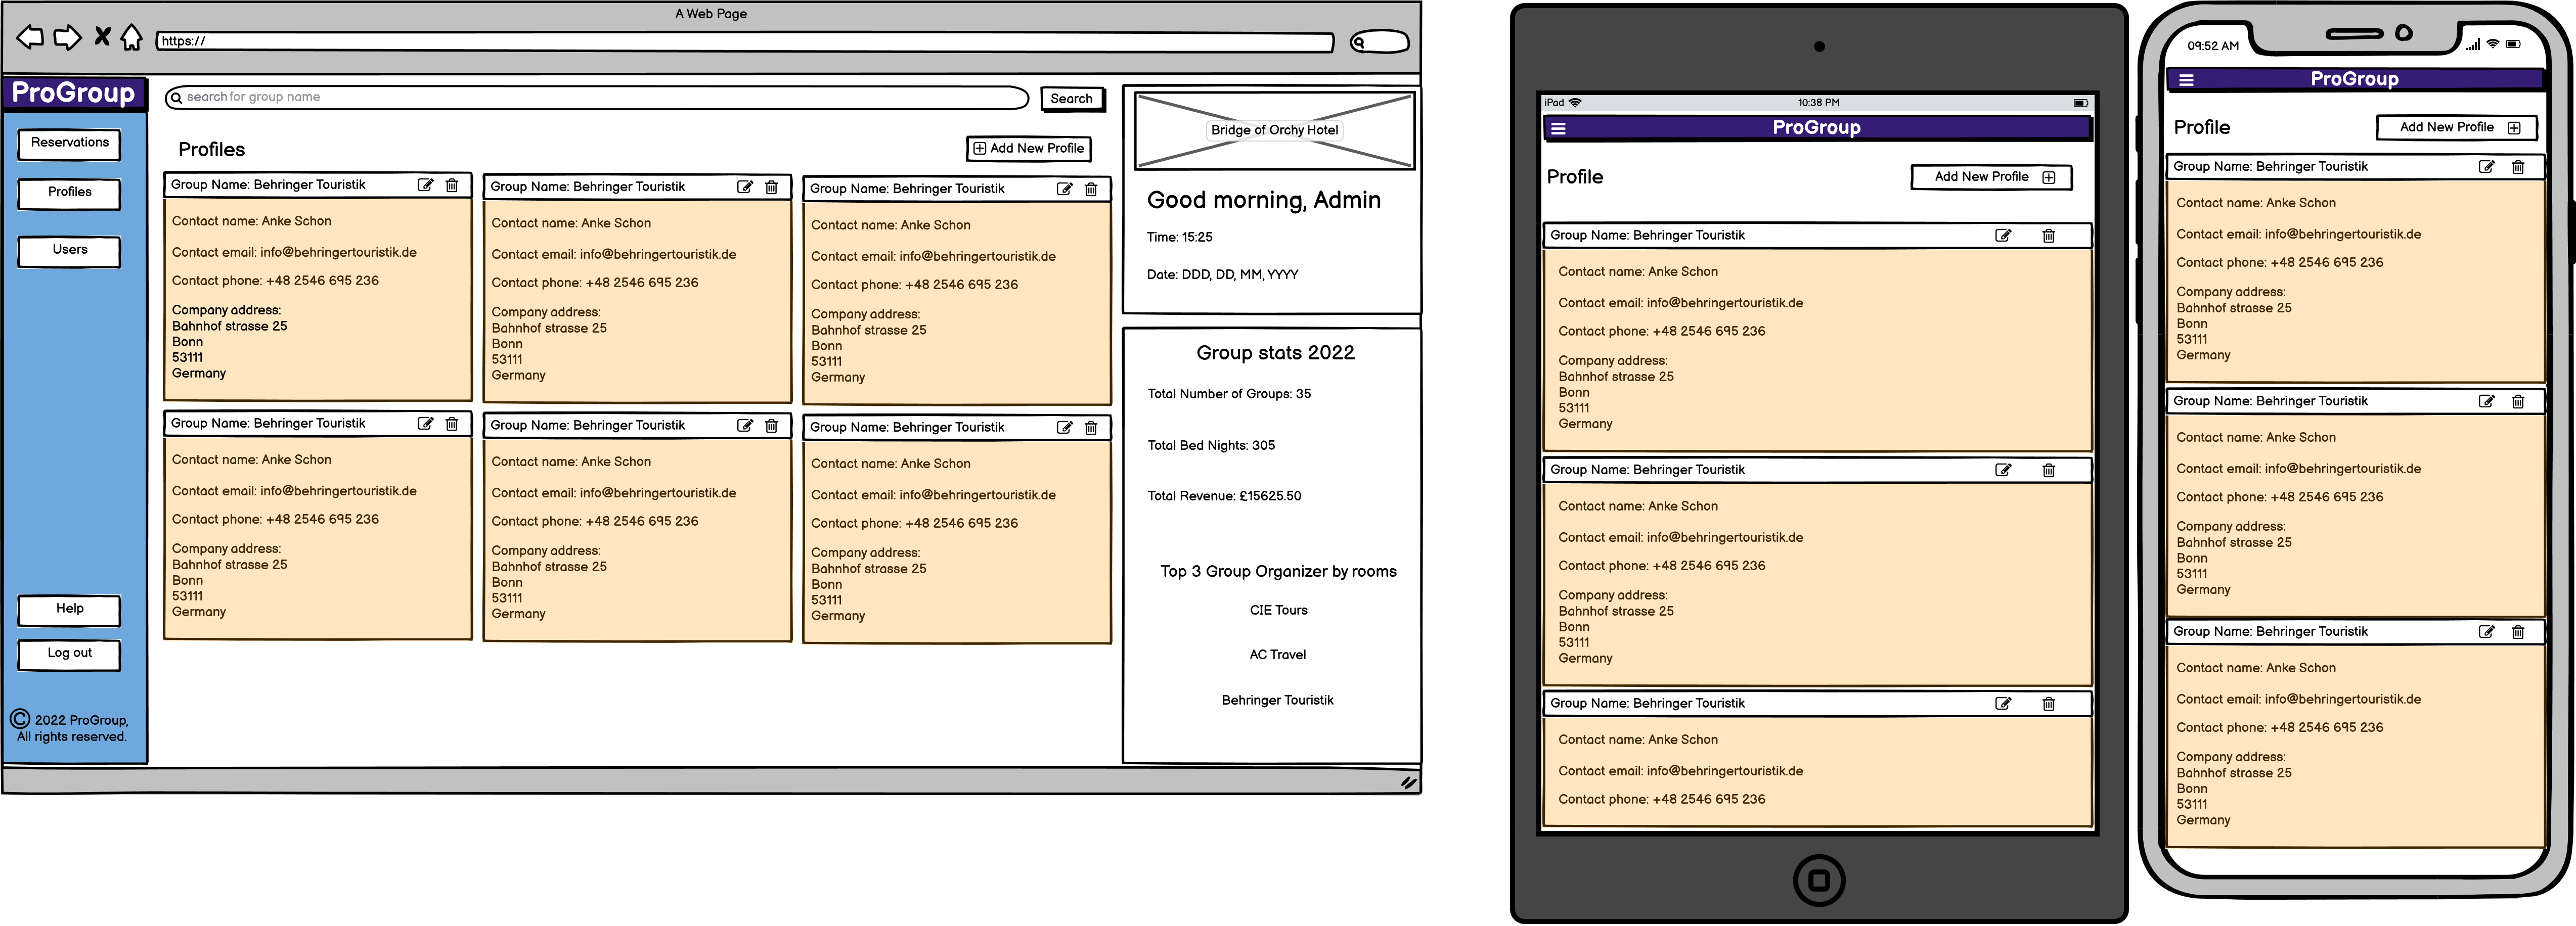 A Web Page
https://
ProGroup
Reservations
Profiles
Users
Help
Log out
© 2022 ProGroup,
All rights reserved.
search for group name
Search
Profiles
Add New Profile
Group Name: Behringer Touristik
Contact name: Anke Schon
Contact email: info@behringertouristik.de
Contact phone: +48 2546 695 236
Company address:
Bahnhof strasse 25
Bonn
53111
Germany
Group Name: Behringer Touristik
Contact name: Anke Schon
Contact email: info@behringertouristik.de
Contact phone: +48 2546 695 236
Company address:
Bahnhof strasse 25
Bonn
53111
Germany
Group Name: Behringer Touristik
Contact name: Anke Schon
Contact email: info@behringertouristik.de
Contact phone: +48 2546 695 236
Company address:
Bahnhof strasse 25
Bonn
53111
Germany
Group Name: Behringer Touristik
Contact name: Anke Schon
Contact email: info@behringertouristik.de
Contact phone: +48 2546 695 236
Company address:
Bahnhof strasse 25
Bonn
53111
Germany
Group Name: Behringer Touristik
Contact name: Anke Schon
Contact email: info@behringertouristik.de
Contact phone: +48 2546 695 236
Company address:
Bahnhof strasse 25
Bonn
53111
Germany
Group Name: Behringer Touristik
Contact name: Anke Schon
Contact email: info@behringertouristik.de
Contact phone: +48 2546 695 236
Company address:
Bahnhof strasse 25
Bonn
53111
Germany
Bridge of Orchy Hotel
Good morning, Admin
Time: 15:25
Date: DDD, DD, MM, YYYY
Group stats 2022
Total Number of Groups: 35
Total Bed Nights: 305
Total Revenue: £15625.50
Top 3 Group Organizer by rooms
CIE Tours
AC Travel
Behringer Touristik
iPad
10:38 PM
ProGroup
Profile
Add New Profile
Group Name: Behringer Touristik
Contact name: Anke Schon
Contact email: info@behringertouristik.de
Contact phone: +48 2546 695 236
Company address:
Bahnhof strasse 25
Bonn
53111
Germany
Group Name: Behringer Touristik
Contact name: Anke Schon
Contact email: info@behringertouristik.de
Contact phone: +48 2546 695 236
Company address:
Bahnhof strasse 25
Bonn
53111
Germany
Group Name: Behringer Touristik
Contact name: Anke Schon
Contact email: info@behringertouristik.de
Contact phone: +48 2546 695 236
09:52 AM
ProGroup
Profile
Add New Profile
Group Name: Behringer Touristik
Contact name: Anke Schon
Contact email: info@behringertouristik.de
Contact phone: +48 2546 695 236
Company address:
Bahnhof strasse 25
Bonn
53111
Germany
Group Name: Behringer Touristik
Contact name: Anke Schon
Contact email: info@behringertouristik.de
Contact phone: +48 2546 695 236
Company address:
Bahnhof strasse 25
Bonn
53111
Germany
Group Name: Behringer Touristik
Contact name: Anke Schon
Contact email: info@behringertouristik.de
Contact phone: +48 2546 695 236
Company address:
Bahnhof strasse 25
Bonn
53111
Germany